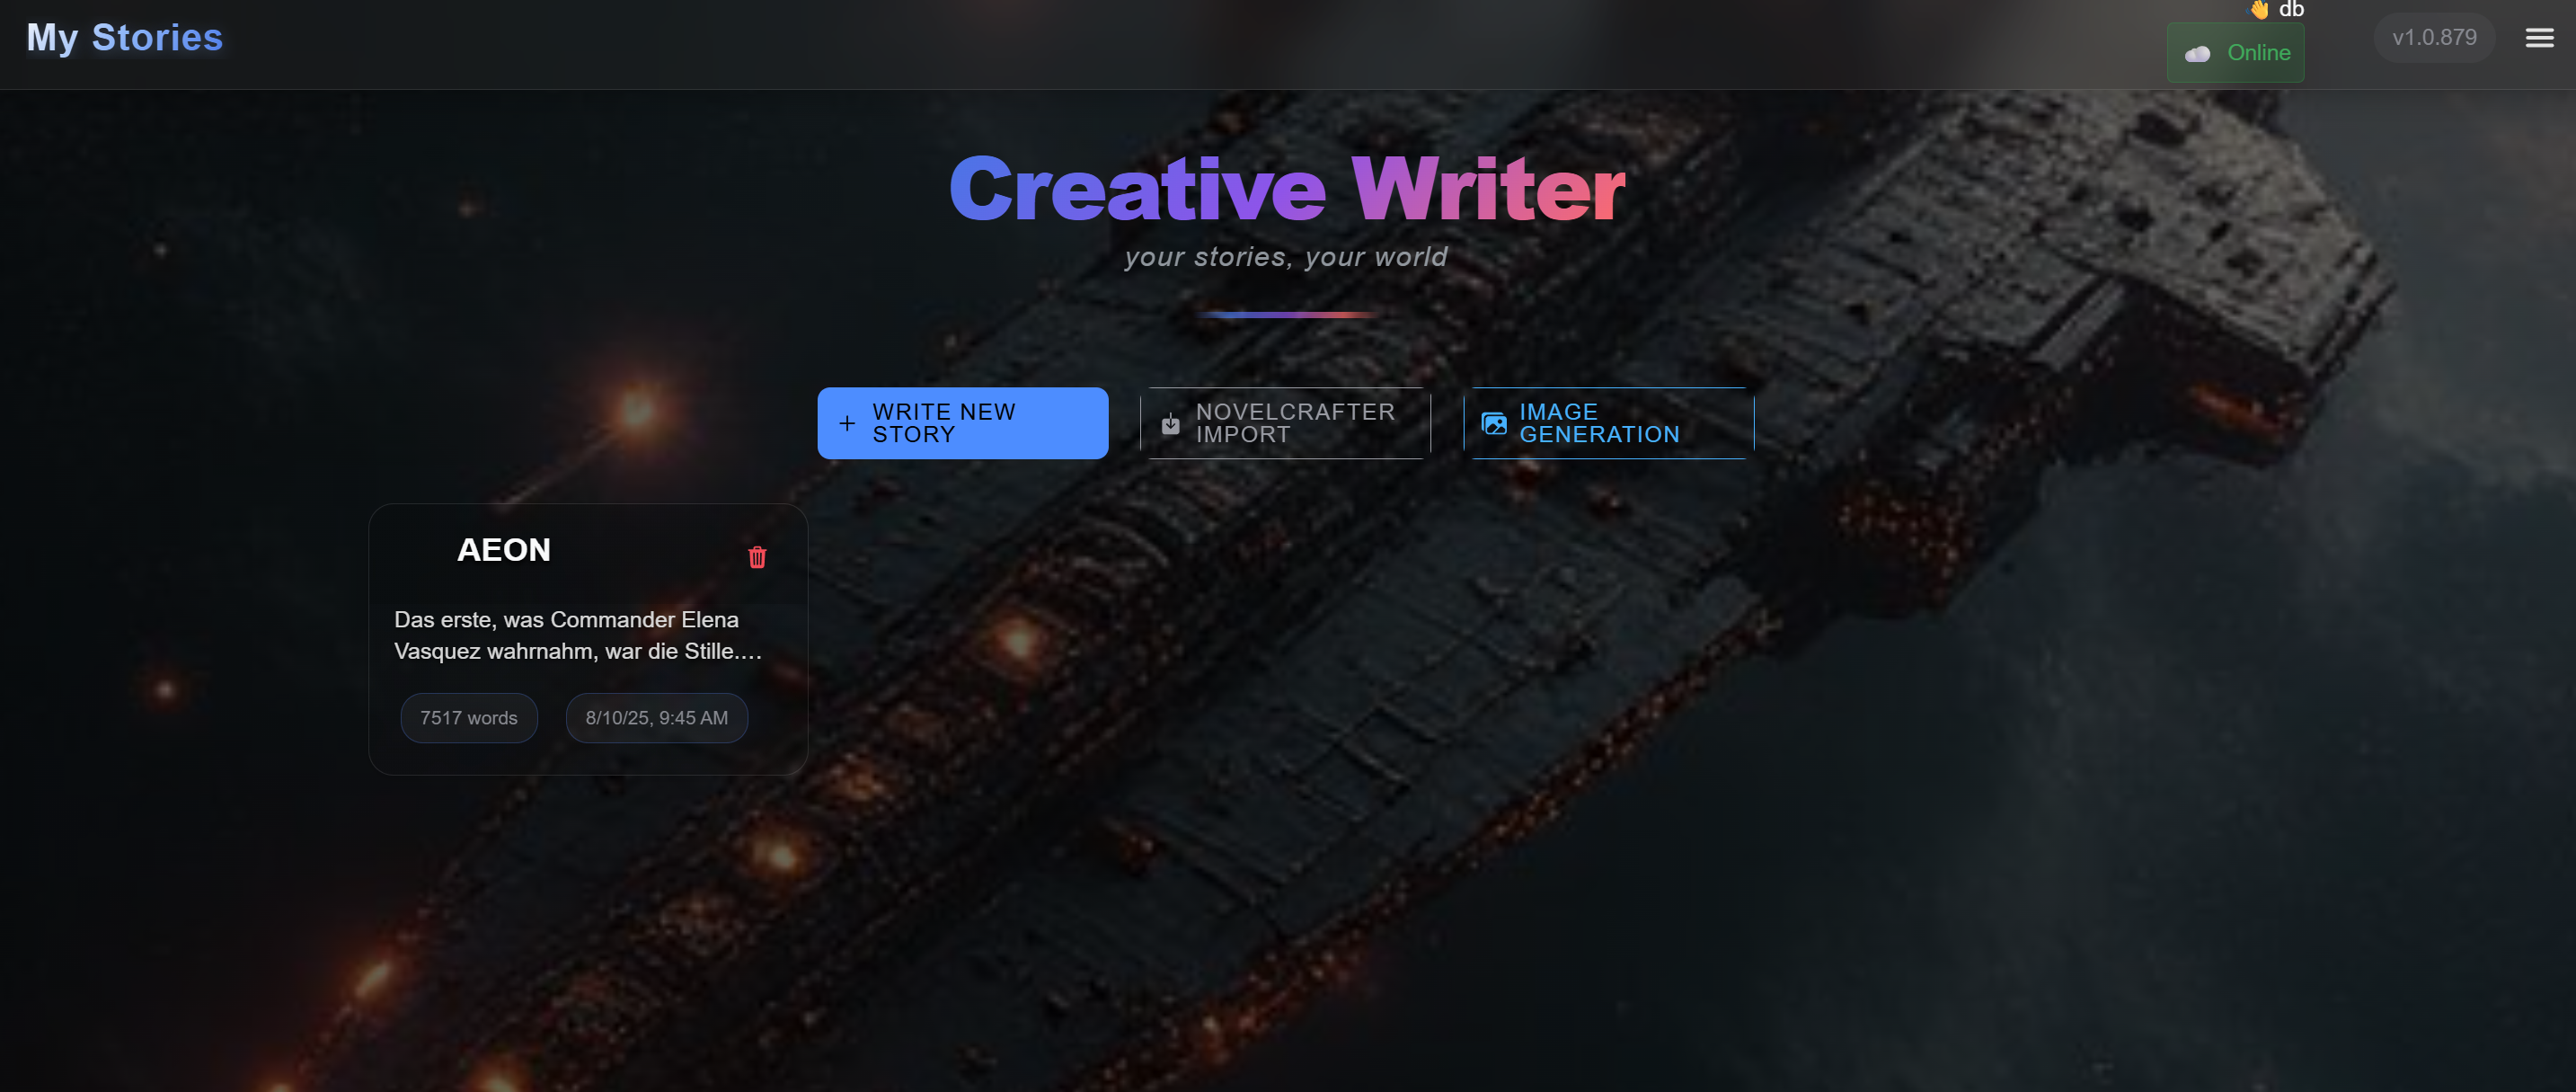 My Stories
👋 db
Online
v1.0.879
Creative Writer
your stories, your world
WRITE NEW
STORY
NOVELCRAFTER
IMPORT
IMAGE
GENERATION
AEON
Das erste, was Commander Elena
Vasquez wahrnahm, war die Stille....
7517 words
8/10/25, 9:45 AM